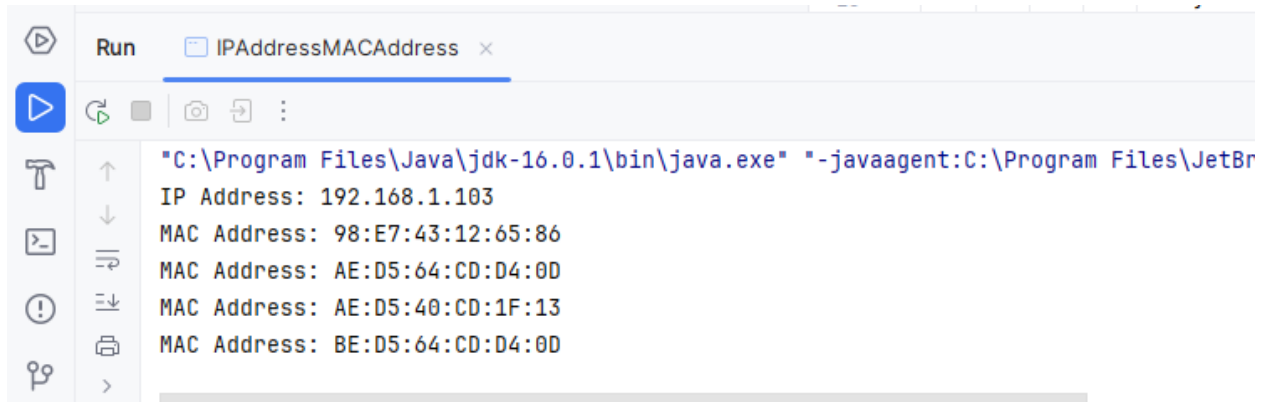 Run IPAddressMACAddress
"C:\Program Files\Java\jdk-16.0.1\bin\java.exe" "-javaagent:C:\Program Files\JetBr
IP Address: 192.168.1.103
MAC Address: 98:E7:43:12:65:86
MAC Address: AE:D5:64:CD:D4:0D
MAC Address: AE:D5:40:CD:1F:13
MAC Address: BE:D5:64:CD:D4:0D